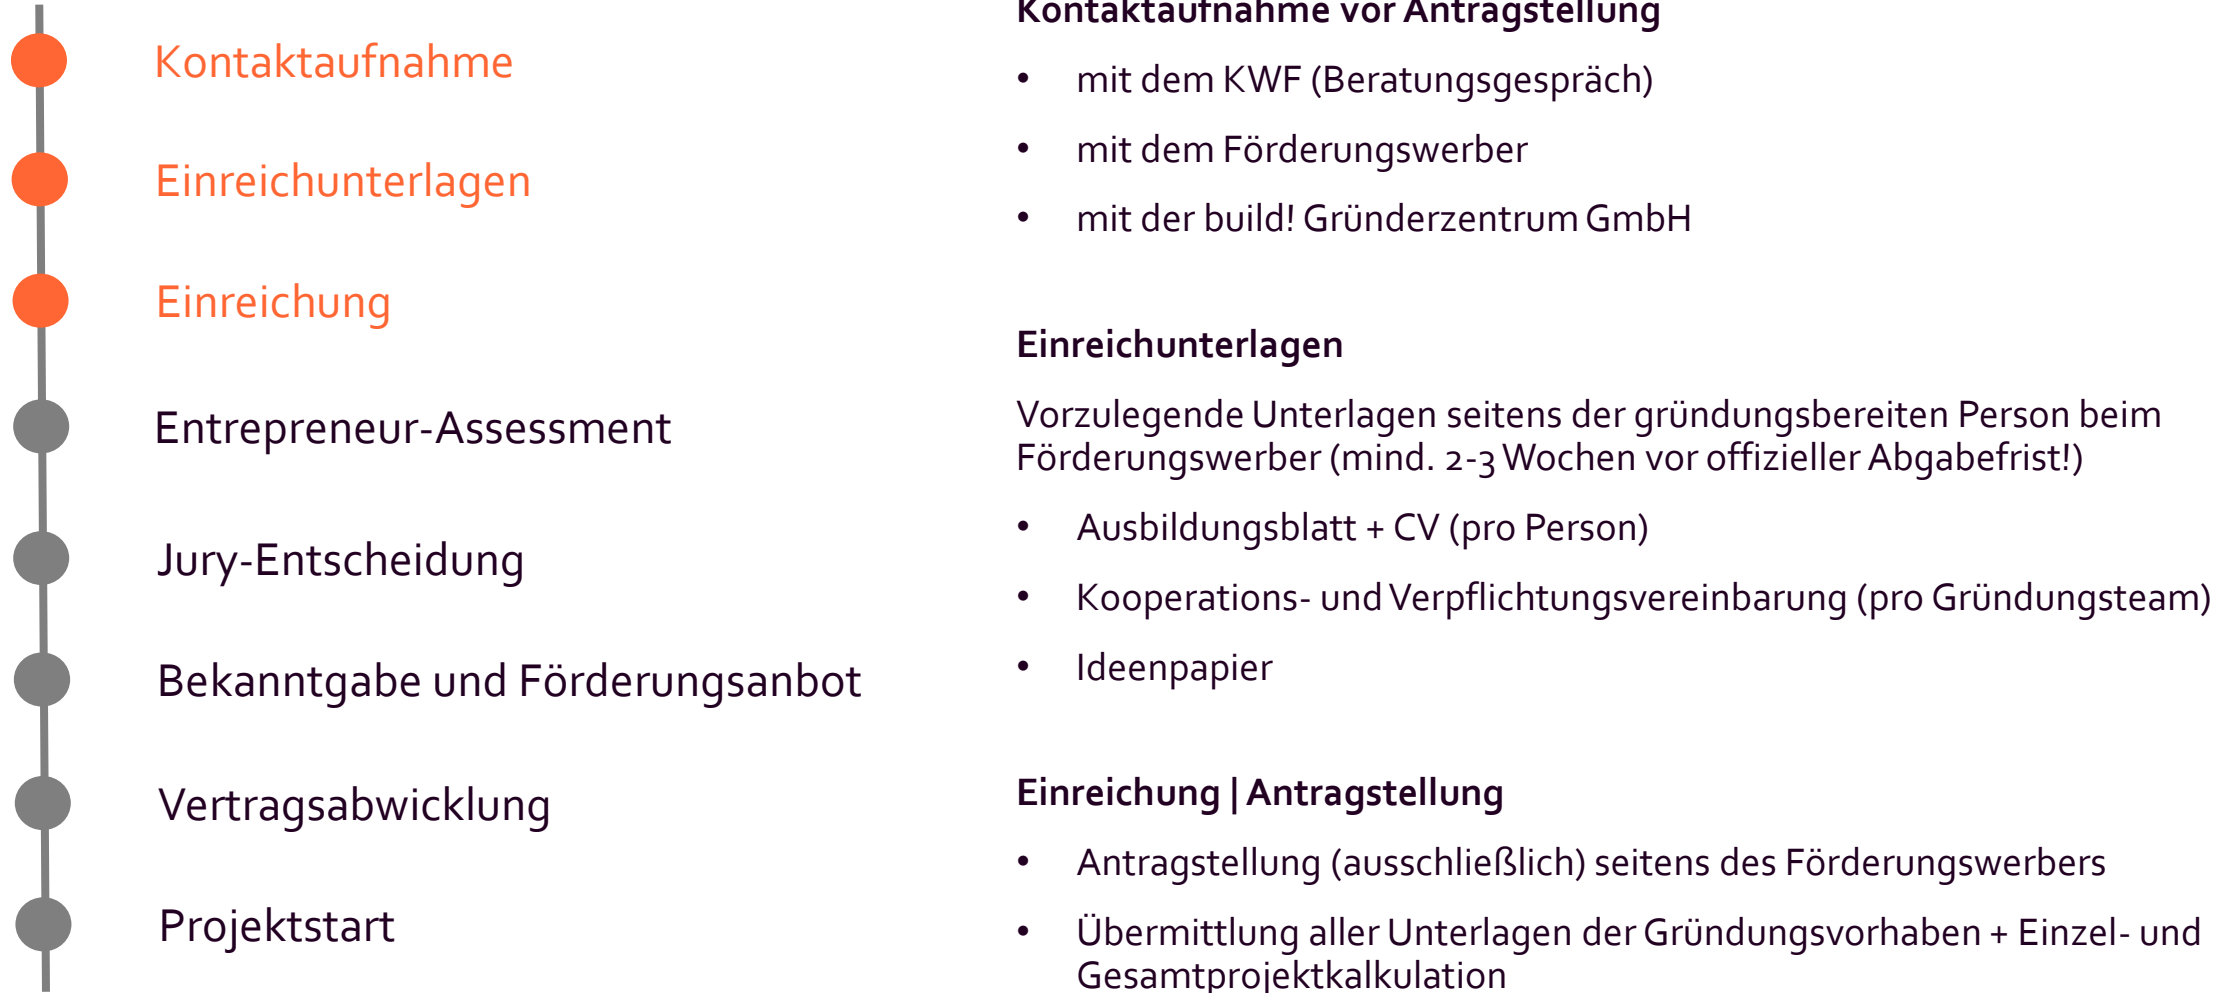 Kontaktaufnahme
Einreichunterlagen
Einreichung
Entrepreneur-Assessment
Jury-Entscheidung
Bekanntgabe und Förderungsanbot
Vertragsabwicklung
Projektstart
Kontaktaufnahme vor Antragstellung
• mit dem KWF (Beratungsgespräch)
• mit dem Förderungswerber
• mit der build! Gründerzentrum GmbH
Einreichunterlagen
Vorzulegende Unterlagen seitens der gründungsbereiten Person beim
Förderungswerber (mind. 2-3 Wochen vor offizieller Abgabefrist!)
• Ausbildungsblatt + CV (pro Person)
• Kooperations- und Verpflichtungsvereinbarung (pro Gründungsteam)
• Ideenpapier
Einreichung | Antragstellung
• Antragstellung (ausschließlich) seitens des Förderungswerbers
• Übermittlung aller Unterlagen der Gründungsvorhaben + Einzel- und
Gesamtprojektkalkulation